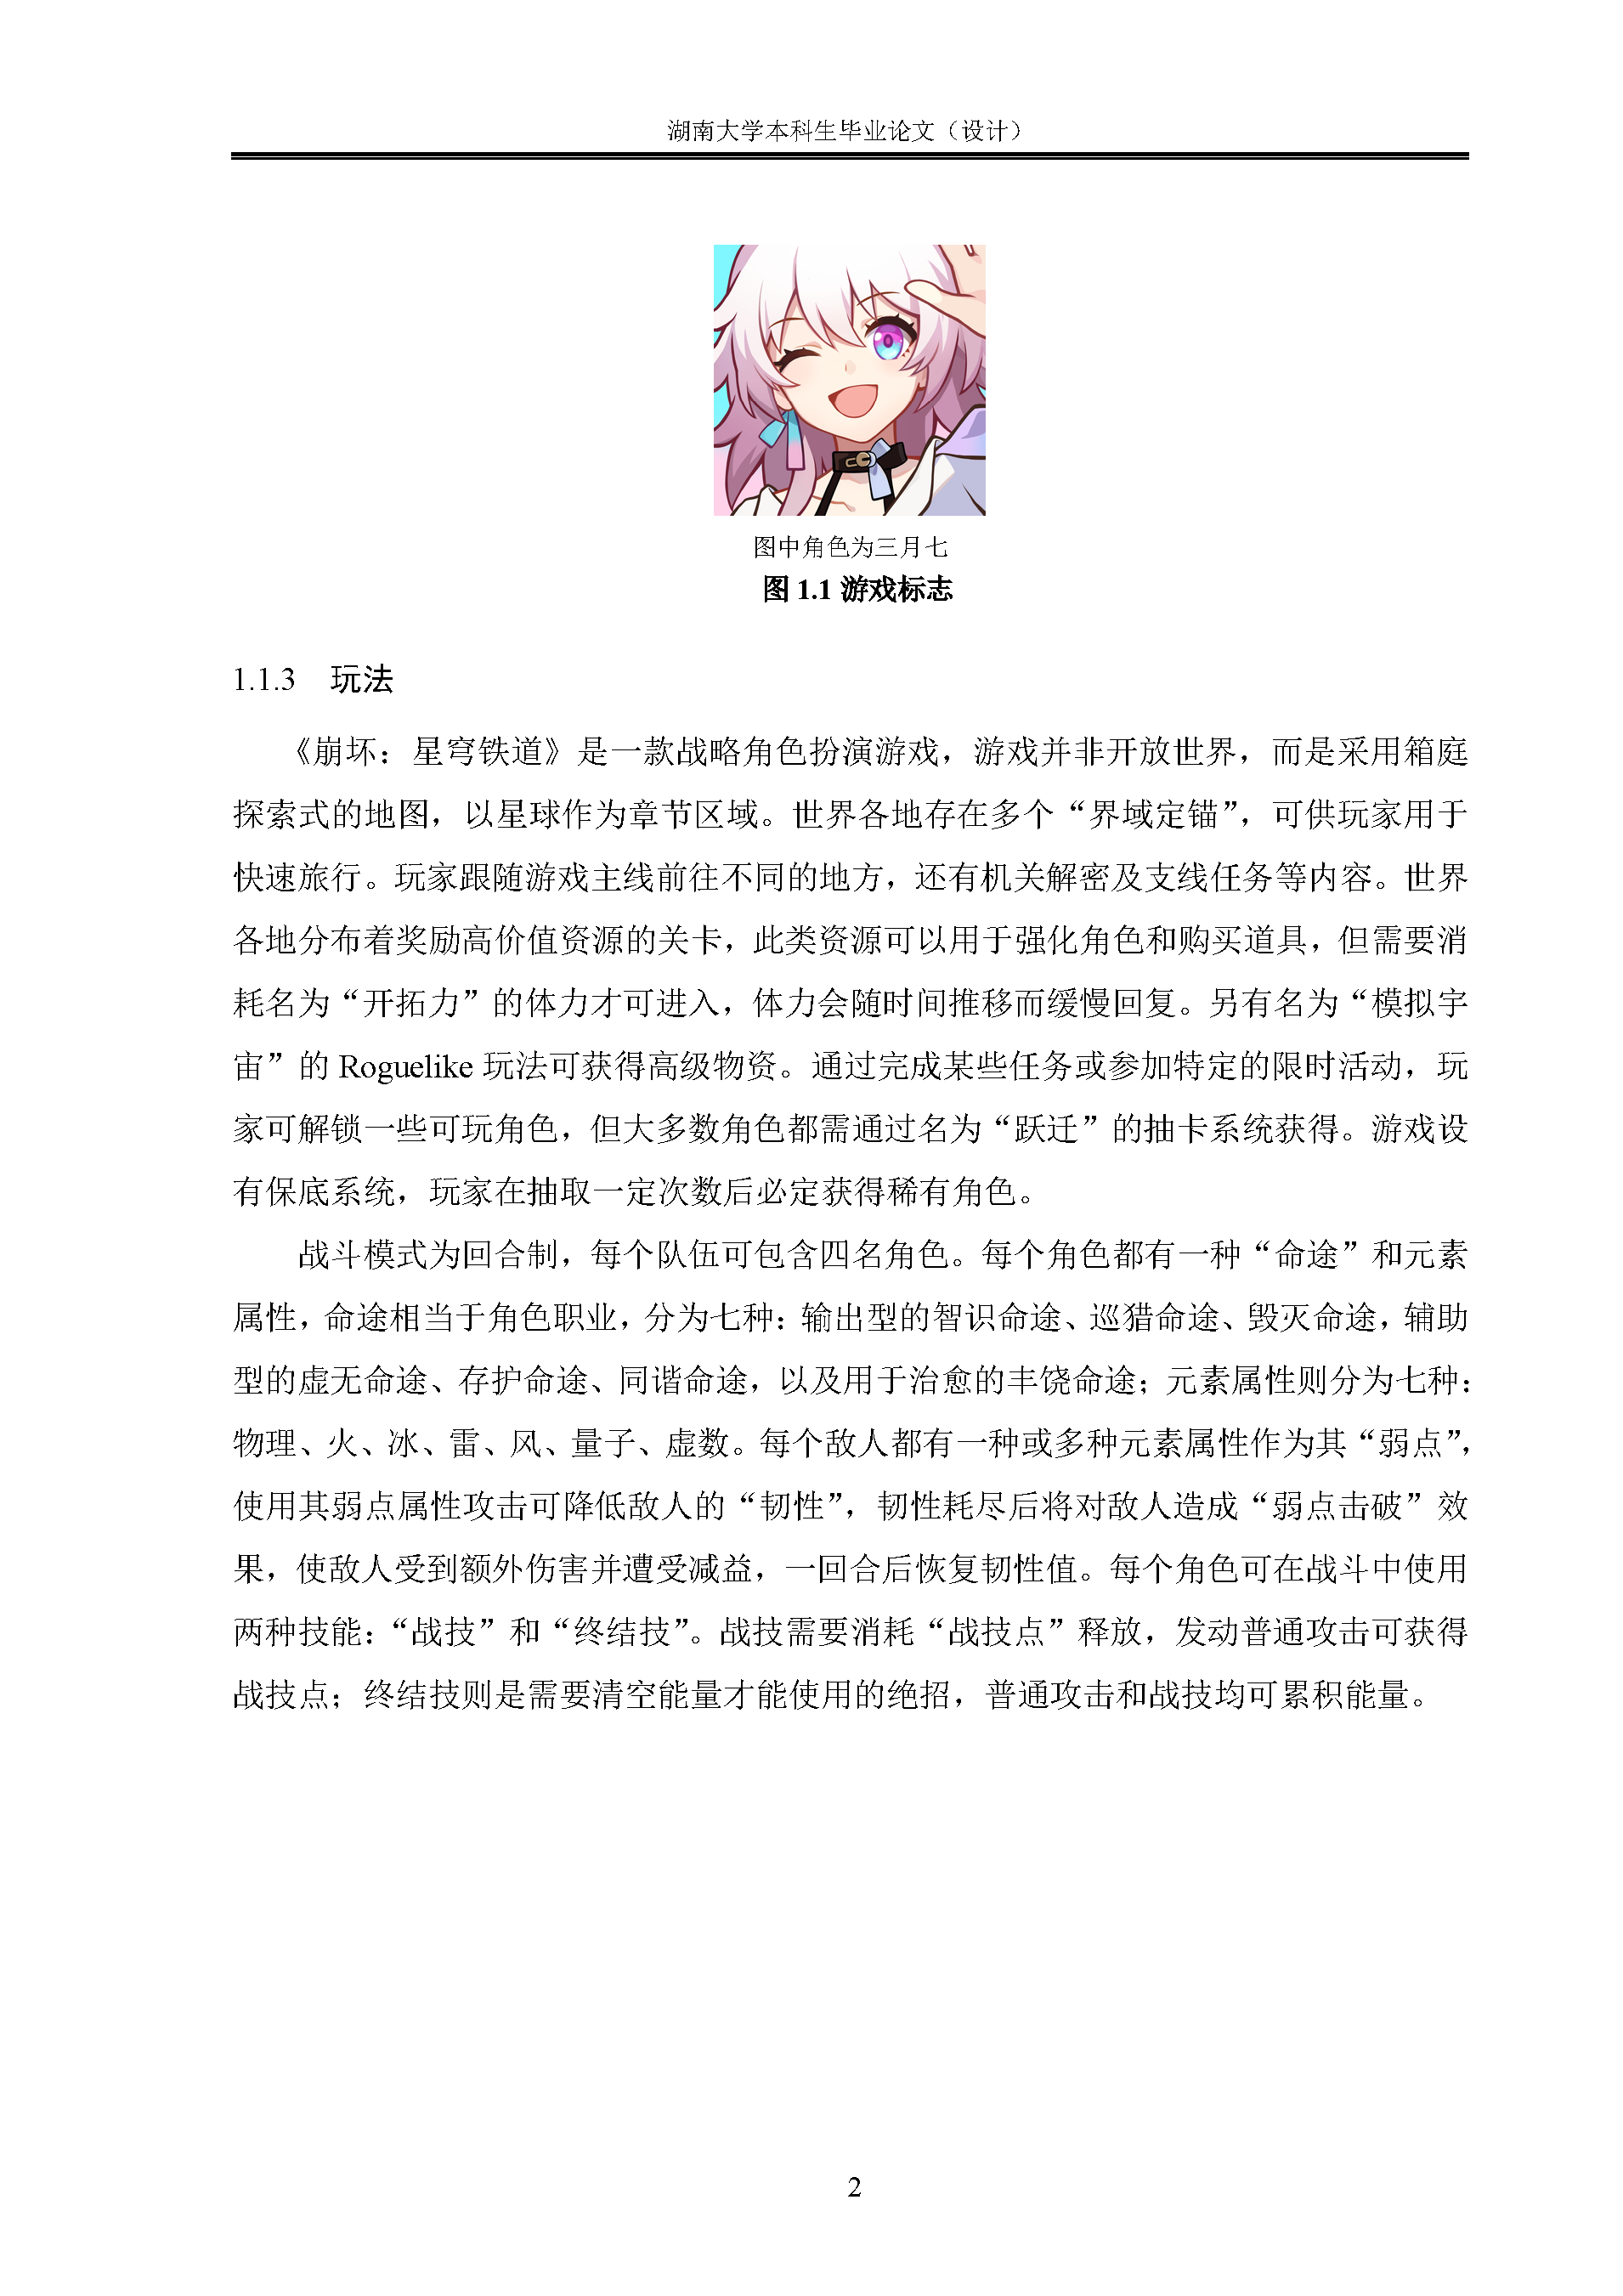 湖南大学本科生毕业论文（设计）
图中角色为三月七
图 1.1 游戏标志
1.1.3 玩法
《崩坏：星穹铁道》是一款战略角色扮演游戏，游戏并非开放世界，而是采用箱庭
探索式的地图，以星球作为章节区域。世界各地存在多个“界域定锚”，可供玩家用于
快速旅行。玩家跟随游戏主线前往不同的地方，还有机关解密及支线任务等内容。世界
各地分布着奖励高价值资源的关卡，此类资源可以用于强化角色和购买道具，但需要消
耗名为“开拓力”的体力才可进入，体力会随时间推移而缓慢回复。另有名为“模拟宇
宙”的 Roguelike 玩法可获得高级物资。通过完成某些任务或参加特定的限时活动，玩
家可解锁一些可玩角色，但大多数角色都需通过名为“跃迁”的抽卡系统获得。游戏设
有保底系统，玩家在抽取一定次数后必定获得稀有角色。
战斗模式为回合制，每个队伍可包含四名角色。每个角色都有一种“命途”和元素
属性，命途相当于角色职业，分为七种：输出型的智识命途、巡猎命途、毁灭命途，辅助
型的虚无命途、存护命途、同谐命途，以及用于治愈的丰饶命途；元素属性则分为七种：
物理、火、冰、雷、风、量子、虚数。每个敌人都有一种或多种元素属性作为其“弱点”，
使用其弱点属性攻击可降低敌人的“韧性”，韧性耗尽后将对敌人造成“弱点击破”效
果，使敌人受到额外伤害并遭受减益，一回合后恢复韧性值。每个角色可在战斗中使用
两种技能：“战技”和“终结技”。战技需要消耗“战技点”释放，发动普通攻击可获得
战技点；终结技则是需要清空能量才能使用的绝招，普通攻击和战技均可累积能量。
2